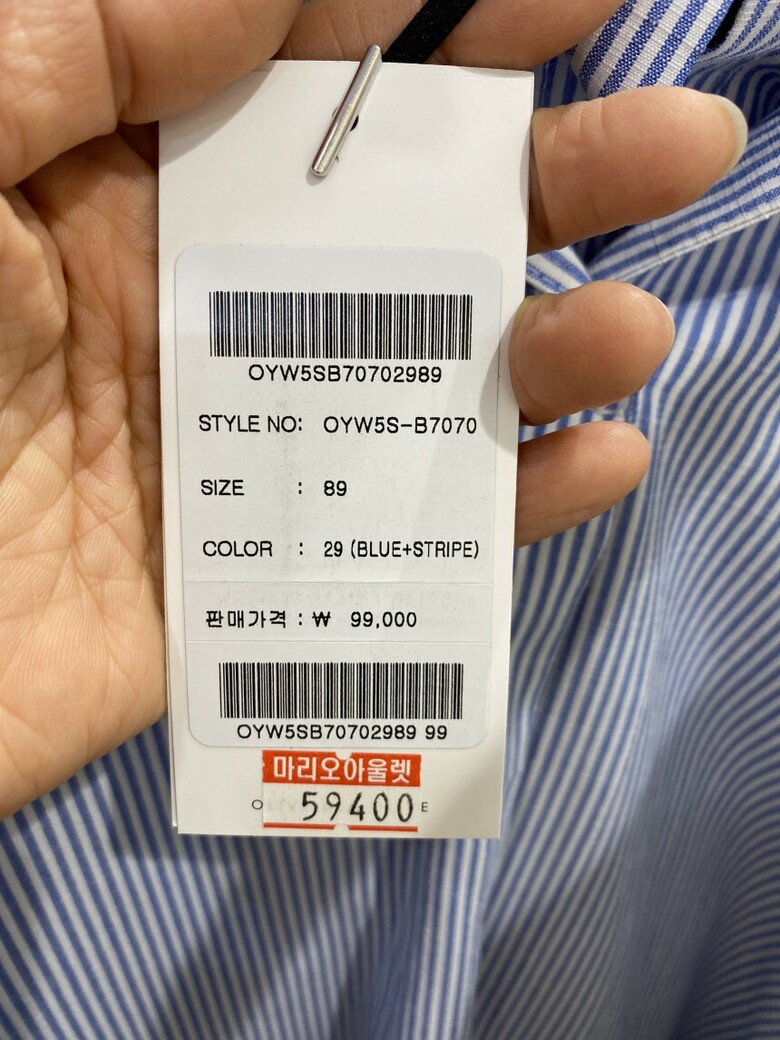 OYW5SB70702989
STYLE NO: OYW5S-B7070
SIZE : 89
COLOR : 29 (BLUE+STRIPE)
판매가격 : ₩ 99,000
OYW5SB70702989 99
마리오아울렛
59400